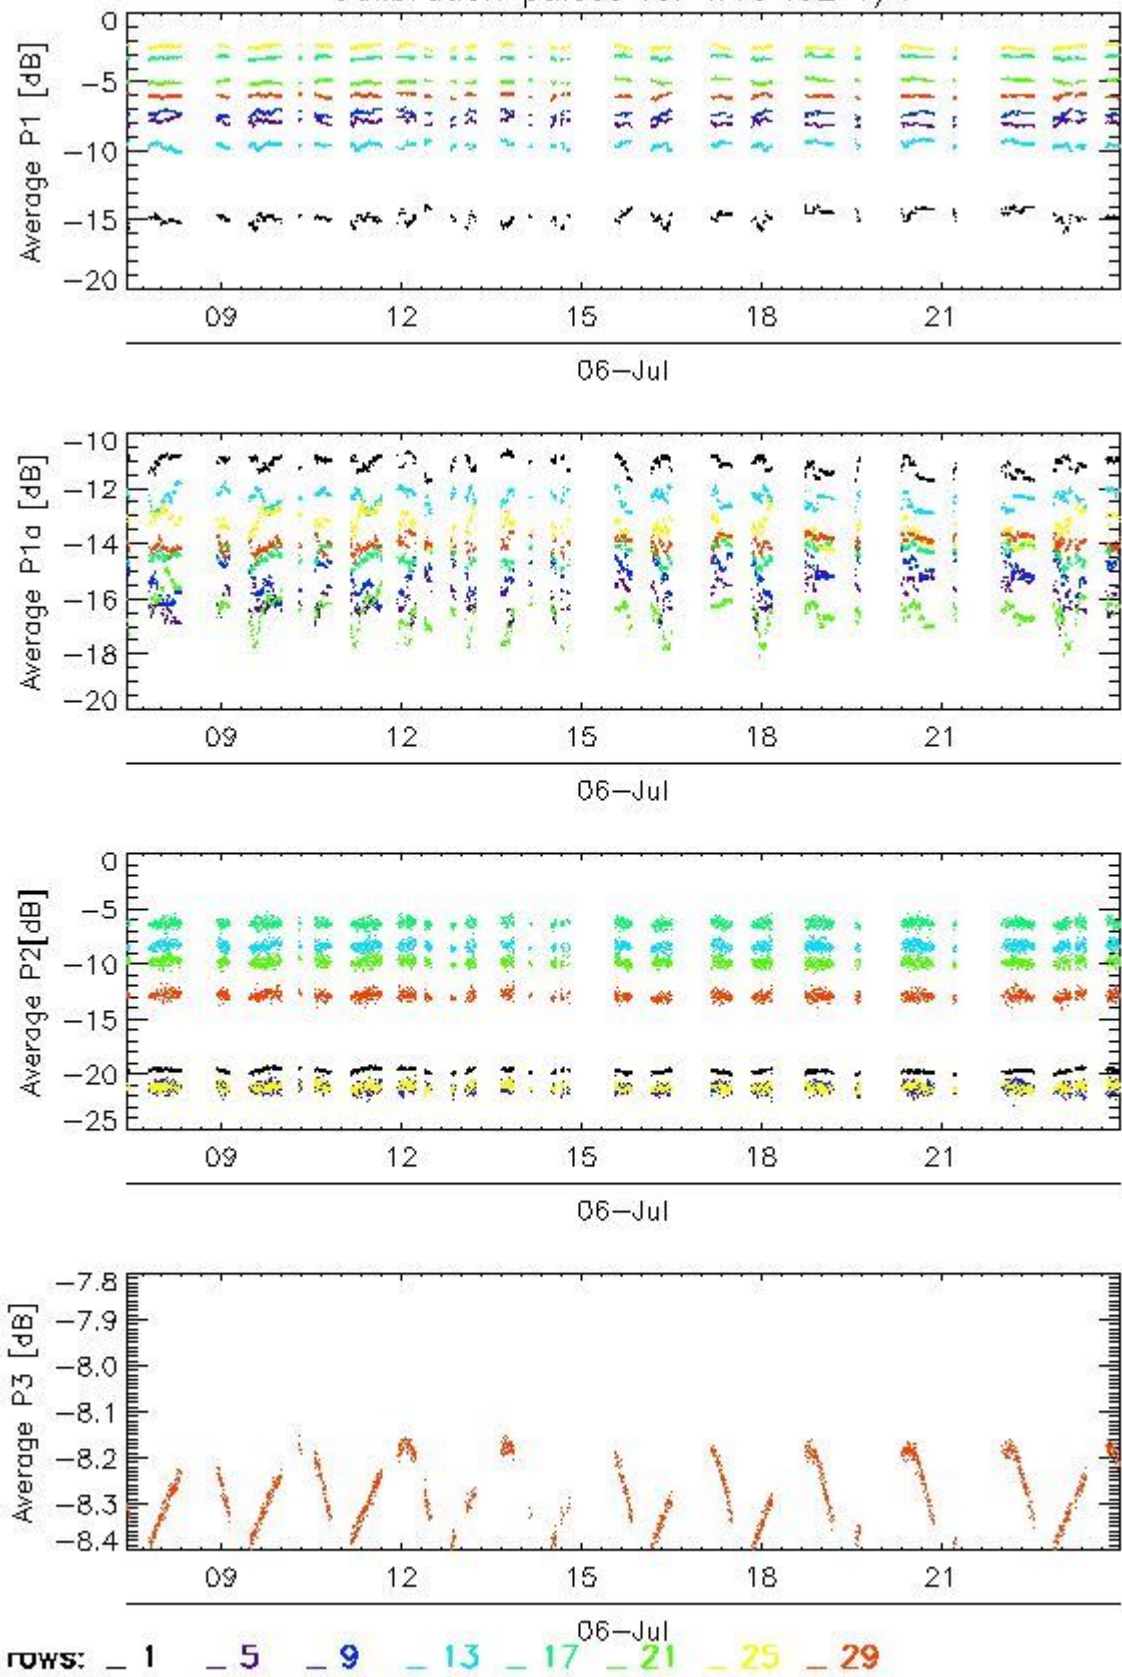 Average P1 [dB]
0
−5
−10
−15
−20
09 12 15 18 21
06−Jul
Average P1a [dB]
−10
−12
−14
−16
−18
−20
09 12 15 18 21
06−Jul
Average P2[dB]
0
−5
−10
−15
−20
−25
09 12 15 18 21
06−Jul
Average P3 [dB]
−7.8
−7.9
−8.0
−8.1
−8.2
−8.3
−8.4
09 12 15 18 21
06−Jul
rows: _ 1 _ 5 _ 9 _ 13 _ 17 _ 21 _ 25 _ 29